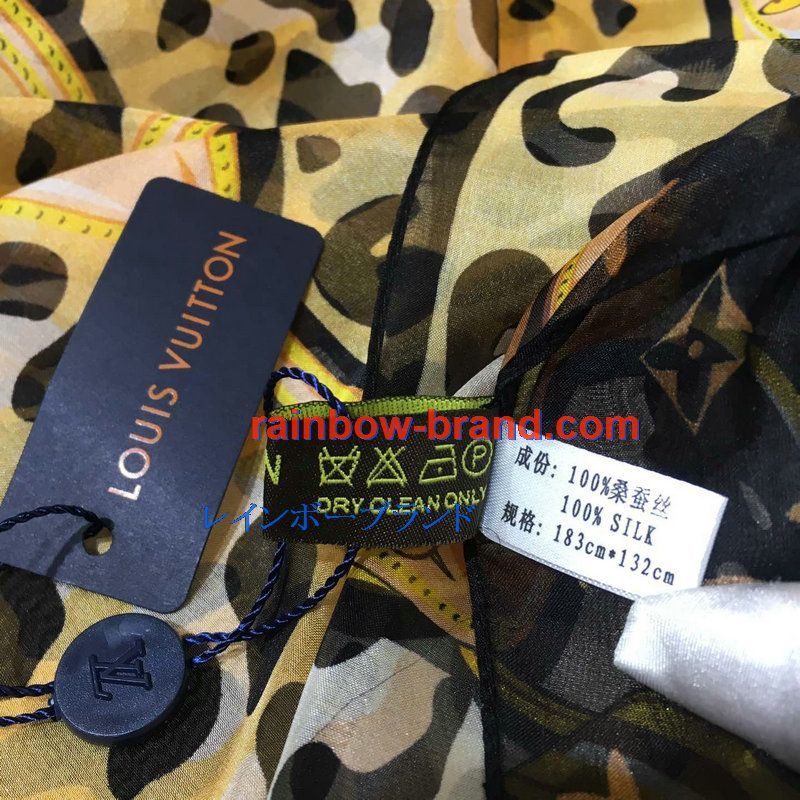 LOUIS VUITTON
rainbow-brand.com
N
DRY CLEAN ONLY
レインボーブランド
成份: 100%桑蚕丝
100% SILK
规格: 183cm*132cm
LV